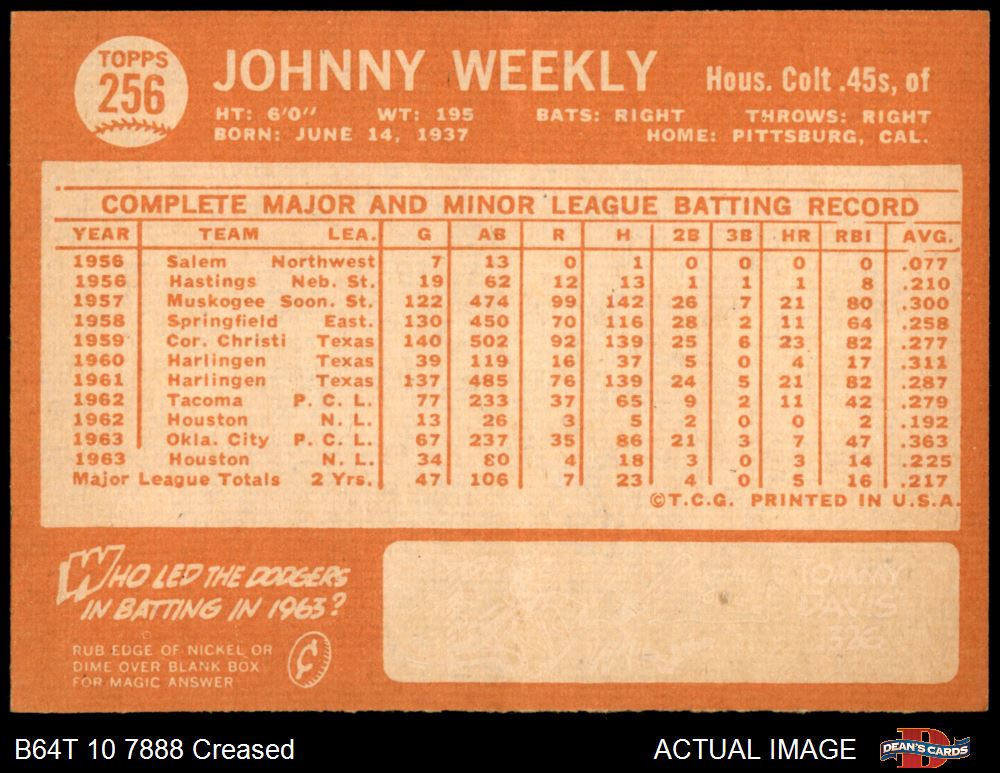 TOPPS
256
JOHNNY WEEKLY
Hous. Colt .45s, of
HT: 6'0" WT: 195 BATS: RIGHT THROWS: RIGHT
BORN: JUNE 14, 1937 HOME: PITTSBURG, CAL.
COMPLETE MAJOR AND MINOR LEAGUE BATTING RECORD
YEAR TEAM LEA. G AB R H 2B 3B HR RBI AVG.
1956 Salem Northwest 7 13 0 1 0 0 0 0 .077
1956 Hastings Neb. St. 19 62 12 13 1 1 1 8 .210
1957 Muskogee Soon. St. 122 474 99 142 26 7 21 80 .300
1958 Springfield East. 130 450 70 116 28 2 11 64 .258
1959 Cor. Christi Texas 140 502 92 139 25 6 23 82 .277
1960 Harlingen Texas 39 119 16 37 5 0 4 17 .311
1961 Harlingen Texas 137 485 76 139 24 5 21 82 .287
1962 Tacoma P. C. L. 77 233 37 65 9 2 11 42 .279
1962 Houston N. L. 13 26 3 5 2 0 0 2 .192
1963 Okla. City P. C. L. 67 237 35 86 21 3 7 47 .363
1963 Houston N. L. 34 80 4 18 3 0 3 14 .225
Major League Totals 2 Yrs. 47 106 7 23 4 0 5 16 .217
©T.C.G. PRINTED IN U.S.A.
WHO LED THE DODGERS
IN BATTING IN 1963?
RUB EDGE OF NICKEL OR
DIME OVER BLANK BOX
FOR MAGIC ANSWER
TOMMY
DAVIS
.326
B64T 10 7888 Creased
ACTUAL IMAGE
DEAN'S CARDS